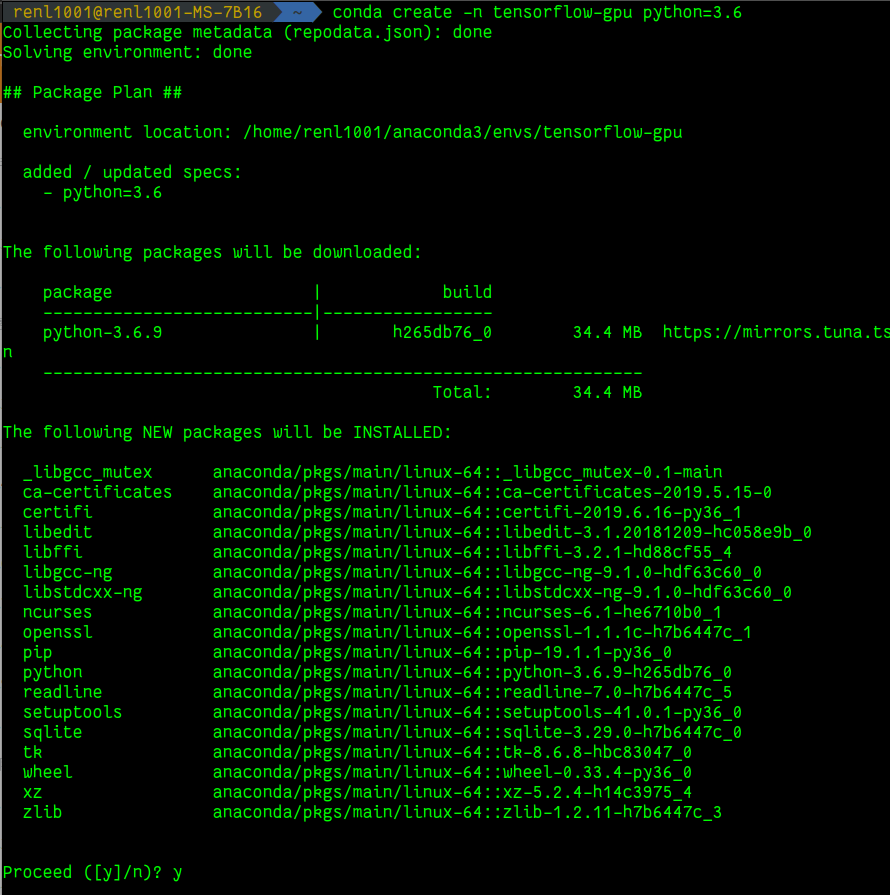 renl1001@renl1001-MS-7B16 ~ conda create -n tensorflow-gpu python=3.6
Collecting package metadata (repodata.json): done
Solving environment: done
## Package Plan ##
environment location: /home/renl1001/anaconda3/envs/tensorflow-gpu
added / updated specs:
- python=3.6
The following packages will be downloaded:
package | build
---------------------------|-----------------
python-3.6.9 | h265db76_0 34.4 MB https://mirrors.tuna.ts
n
------------------------------------------------------------
Total: 34.4 MB
The following NEW packages will be INSTALLED:
_libgcc_mutex anaconda/pkgs/main/linux-64::_libgcc_mutex-0.1-main
ca-certificates anaconda/pkgs/main/linux-64::ca-certificates-2019.5.15-0
certifi anaconda/pkgs/main/linux-64::certifi-2019.6.16-py36_1
libedit anaconda/pkgs/main/linux-64::libedit-3.1.20181209-hc058e9b_0
libffi anaconda/pkgs/main/linux-64::libffi-3.2.1-hd88cf55_4
libgcc-ng anaconda/pkgs/main/linux-64::libgcc-ng-9.1.0-hdf63c60_0
libstdcxx-ng anaconda/pkgs/main/linux-64::libstdcxx-ng-9.1.0-hdf63c60_0
ncurses anaconda/pkgs/main/linux-64::ncurses-6.1-he6710b0_1
openssl anaconda/pkgs/main/linux-64::openssl-1.1.1c-h7b6447c_1
pip anaconda/pkgs/main/linux-64::pip-19.1.1-py36_0
python anaconda/pkgs/main/linux-64::python-3.6.9-h265db76_0
readline anaconda/pkgs/main/linux-64::readline-7.0-h7b6447c_5
setuptools anaconda/pkgs/main/linux-64::setuptools-41.0.1-py36_0
sqlite anaconda/pkgs/main/linux-64::sqlite-3.29.0-h7b6447c_0
tk anaconda/pkgs/main/linux-64::tk-8.6.8-hbc83047_0
wheel anaconda/pkgs/main/linux-64::wheel-0.33.4-py36_0
xz anaconda/pkgs/main/linux-64::xz-5.2.4-h14c3975_4
zlib anaconda/pkgs/main/linux-64::zlib-1.2.11-h7b6447c_3
Proceed ([y]/n)? y